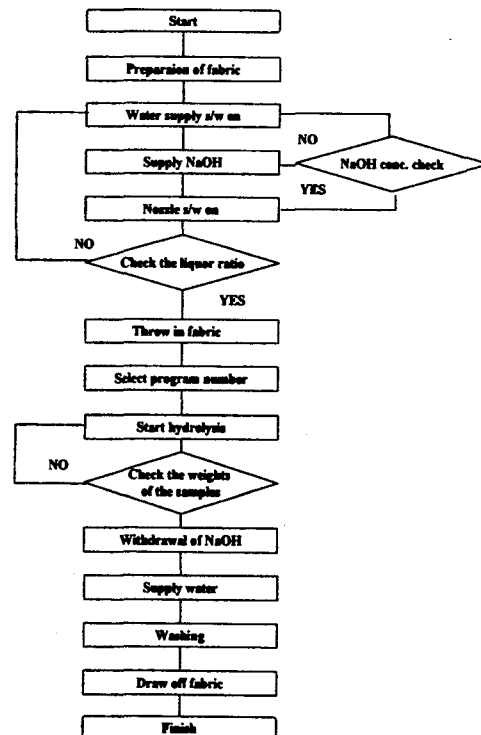 Start
Preparaion of fabric
Water supply s/w on
NO
Supply NaOH
NaOH conc. check
YES
Nozzle s/w on
NO
Check the liquor ratio
YES
Throw in fabric
Select program number
Start hydrolysis
NO
Check the weights
of the samples
Withdrawal of NaOH
Supply water
Washing
Draw off fabric
Finish